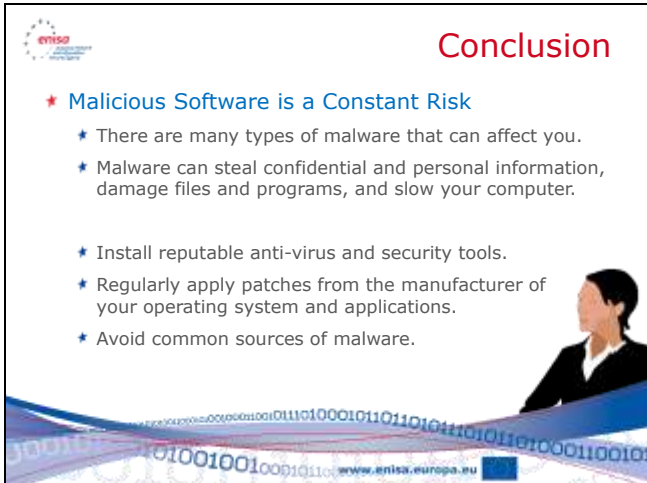 enisa
Conclusion
Malicious Software is a Constant Risk
There are many types of malware that can affect you.
Malware can steal confidential and personal information,
damage files and programs, and slow your computer.
Install reputable anti-virus and security tools.
Regularly apply patches from the manufacturer of
your operating system and applications.
Avoid common sources of malware.
www.enisa.europa.eu